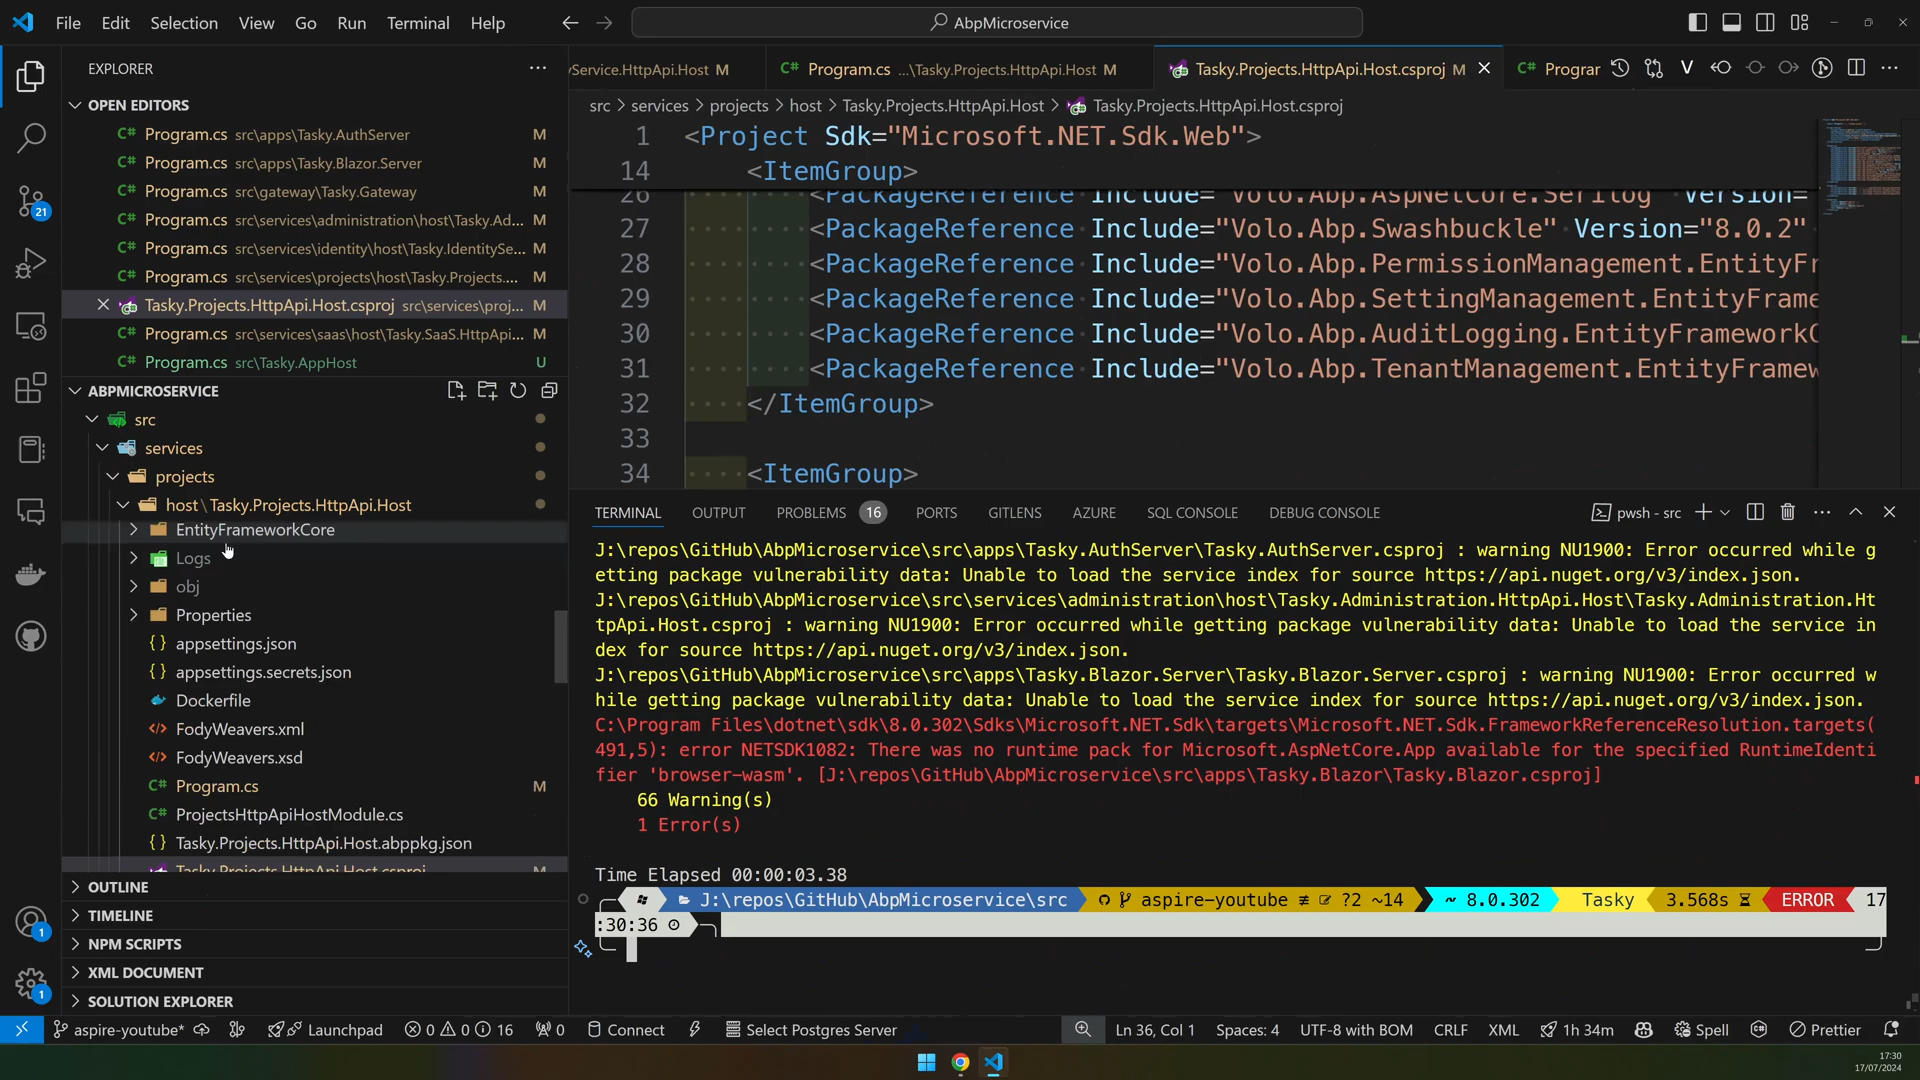 File Edit Selection View Go Run Terminal Help
AbpMicroservice
EXPLORER
OPEN EDITORS
Program.cs src\apps\Tasky.AuthServer M
Program.cs src\apps\Tasky.Blazor.Server M
Program.cs src\gateway\Tasky.Gateway M
Program.cs src\services\administration\host\Tasky.Ad... M
Program.cs src\services\identity\host\Tasky.IdentitySe... M
Program.cs src\services\projects\host\Tasky.Projects.... M
Tasky.Projects.HttpApi.Host.csproj src\services\proj... M
Program.cs src\services\saas\host\Tasky.SaaS.HttpApi... M
Program.cs src\Tasky.AppHost U
ABPMICROSERVICE
src
services
projects
host \ Tasky.Projects.HttpApi.Host
EntityFrameworkCore
Logs
obj
Properties
appsettings.json
appsettings.secrets.json
Dockerfile
FodyWeavers.xml
FodyWeavers.xsd
Program.cs M
ProjectsHttpApiHostModule.cs
Tasky.Projects.HttpApi.Host.abppkg.json
Tasky.Projects.HttpApi.Host.csproj M
OUTLINE
TIMELINE
NPM SCRIPTS
XML DOCUMENT
SOLUTION EXPLORER
21
1
1
yService.HttpApi.Host M
Program.cs ...\Tasky.Projects.HttpApi.Host M
Tasky.Projects.HttpApi.Host.csproj M
Prograr
src > services > projects > host > Tasky.Projects.HttpApi.Host > Tasky.Projects.HttpApi.Host.csproj
1 <Project Sdk="Microsoft.NET.Sdk.Web">
14 <ItemGroup>
26 <PackageReference Include="Volo.Abp.AspNetCore.Serilog" Version=
27 <PackageReference Include="Volo.Abp.Swashbuckle" Version="8.0.2"
28 <PackageReference Include="Volo.Abp.PermissionManagement.EntityFr
29 <PackageReference Include="Volo.Abp.SettingManagement.EntityFrame
30 <PackageReference Include="Volo.Abp.AuditLogging.EntityFrameworkC
31 <PackageReference Include="Volo.Abp.TenantManagement.EntityFramew
32 </ItemGroup>
33
34 <ItemGroup>
TERMINAL OUTPUT PROBLEMS 16 PORTS GITLENS AZURE SQL CONSOLE DEBUG CONSOLE
pwsh - src
J:\repos\GitHub\AbpMicroservice\src\apps\Tasky.AuthServer\Tasky.AuthServer.csproj : warning NU1900: Error occurred while g
etting package vulnerability data: Unable to load the service index for source https://api.nuget.org/v3/index.json.
J:\repos\GitHub\AbpMicroservice\src\services\administration\host\Tasky.Administration.HttpApi.Host\Tasky.Administration.Ht
tpApi.Host.csproj : warning NU1900: Error occurred while getting package vulnerability data: Unable to load the service in
dex for source https://api.nuget.org/v3/index.json.
J:\repos\GitHub\AbpMicroservice\src\apps\Tasky.Blazor.Server\Tasky.Blazor.Server.csproj : warning NU1900: Error occurred w
hile getting package vulnerability data: Unable to load the service index for source https://api.nuget.org/v3/index.json.
C:\Program Files\dotnet\sdk\8.0.302\Sdks\Microsoft.NET.Sdk\targets\Microsoft.NET.Sdk.FrameworkReferenceResolution.targets(
491,5): error NETSDK1082: There was no runtime pack for Microsoft.AspNetCore.App available for the specified RuntimeIdenti
fier 'browser-wasm'. [J:\repos\GitHub\AbpMicroservice\src\apps\Tasky.Blazor\Tasky.Blazor.csproj]
66 Warning(s)
1 Error(s)
Time Elapsed 00:00:03.38
J:\repos\GitHub\AbpMicroservice\src aspire-youtube ≢ ?2 ~14 ~ 8.0.302 Tasky 3.568s ERROR 17
:30:36
aspire-youtube* Launchpad 0 0 16 0 Connect Select Postgres Server Ln 36, Col 1 Spaces: 4 UTF-8 with BOM CRLF XML 1h 34m Spell Prettier
17:30
17/07/2024